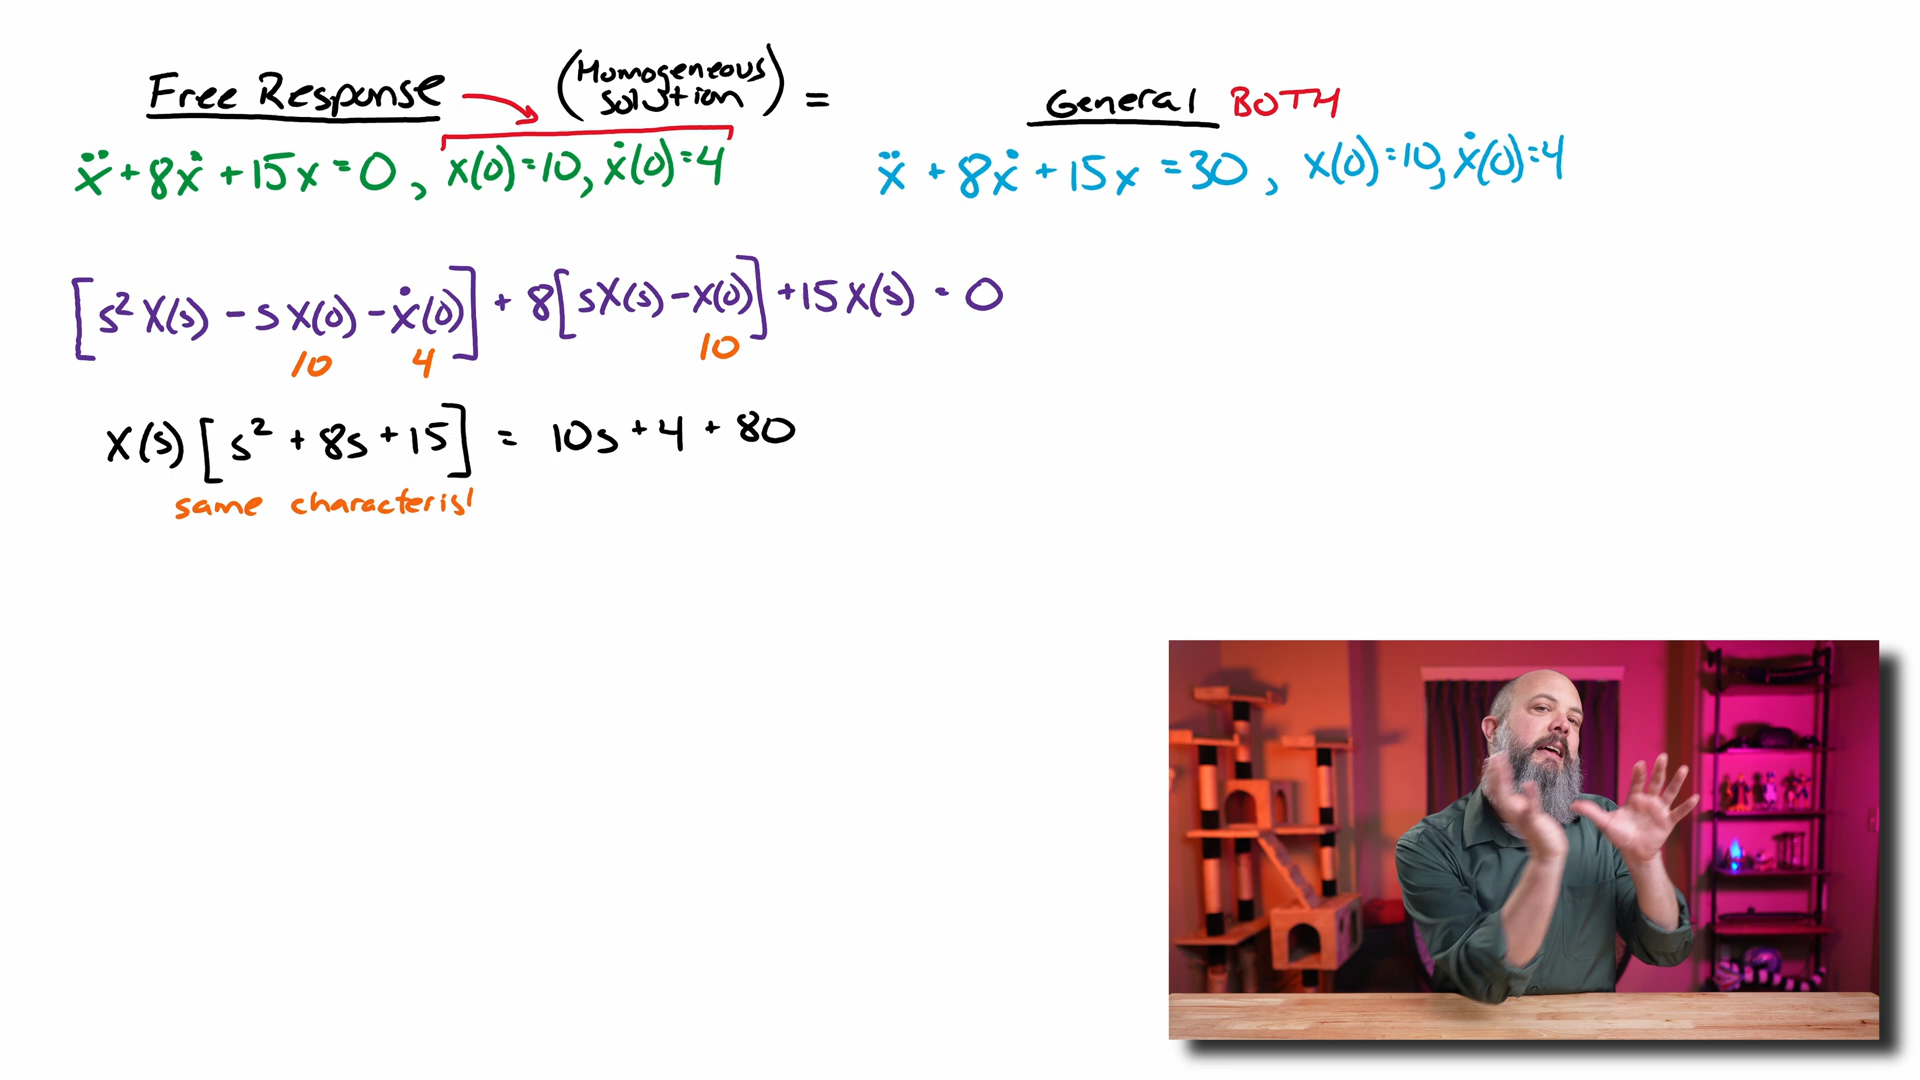 Free Response (Homogeneous solution) =
ẍ + 8ẋ + 15x = 0, x(0)=10, ẋ(0)=4
General BOTH
ẍ + 8ẋ + 15x = 30, x(0)=10, ẋ(0)=4
[s²X(s) - sx(0) - ẋ(0)] + 8[sX(s) - x(0)] + 15X(s) = 0
10 4 10
X(s)[s² + 8s + 15] = 10s + 4 + 80
same characteris